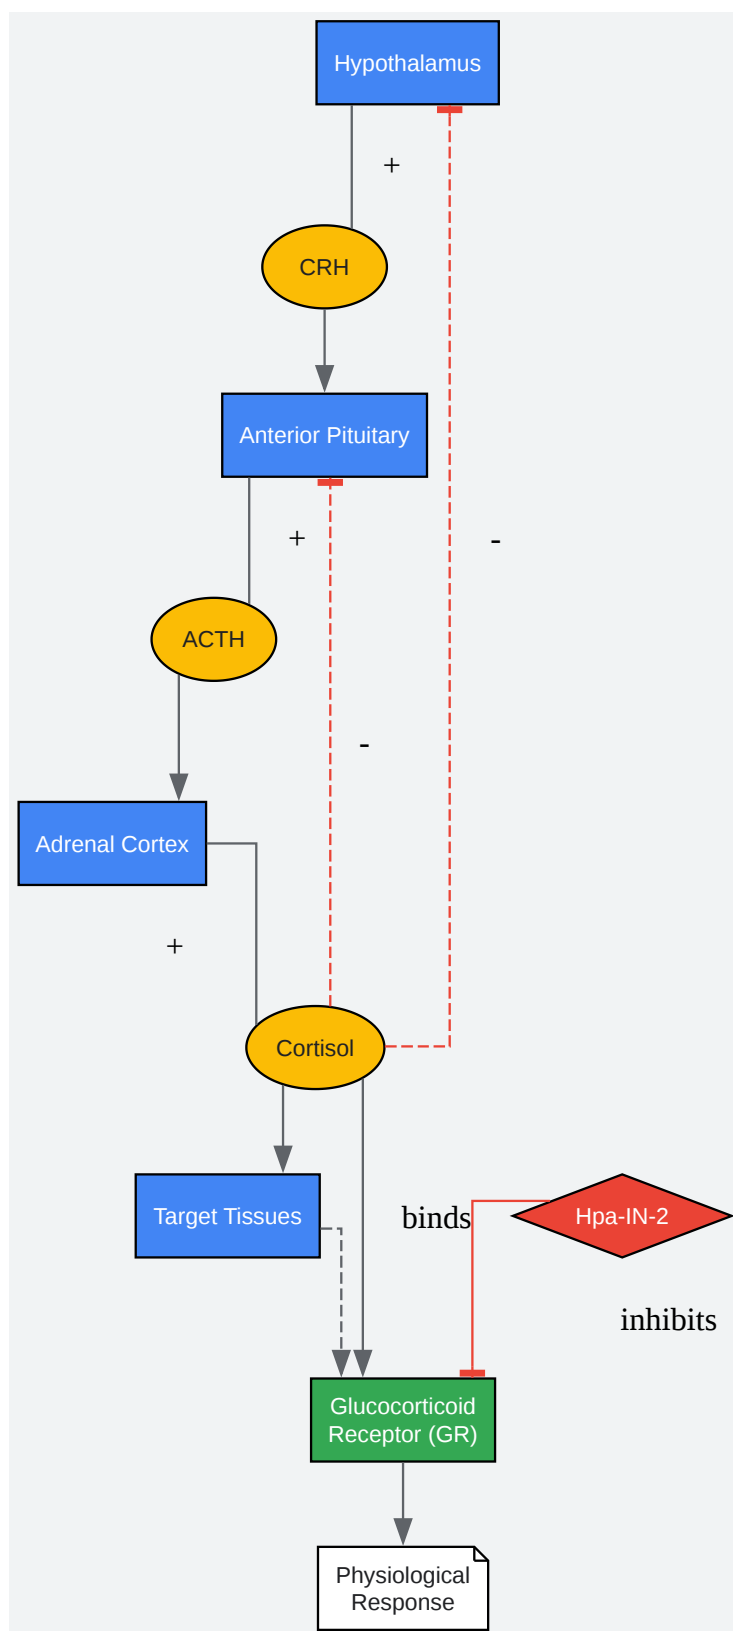 Hypothalamus
+
CRH
Anterior Pituitary
+
-
ACTH
-
Adrenal Cortex
+
Cortisol
Target Tissues
binds
Hpa-IN-2
inhibits
Glucocorticoid
Receptor (GR)
Physiological
Response